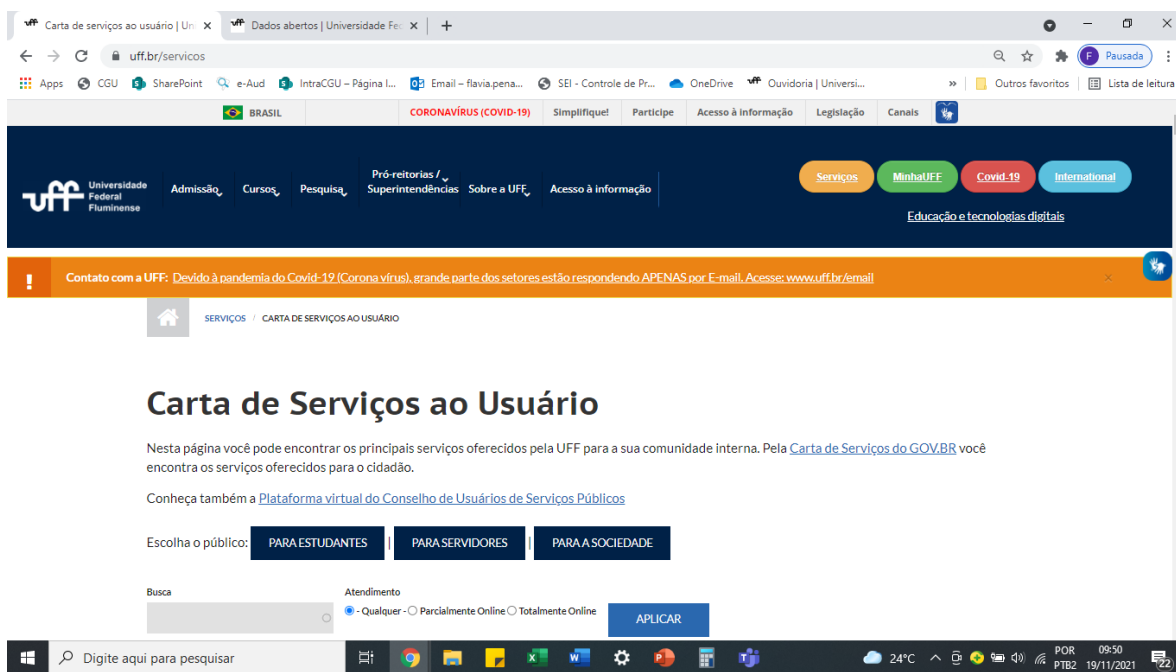 Carta de serviços ao usuário | Un
Dados abertos | Universidade Fec
uff.br/servicos
F Pausada
Apps CGU SharePoint e-Aud IntraCGU – Página I... Email – flavia.pena... SEI - Controle de Pr... OneDrive Ouvidoria | Universi... » Outros favoritos Lista de leitura
BRASIL CORONAVÍRUS (COVID-19) Simplifique! Participe Acesso à informação Legislação Canais
uff Universidade
Federal
Fluminense
Admissão Cursos Pesquisa Pró-reitorias /
Superintendências Sobre a UFF Acesso à informação
Serviços MinhaUFF Covid-19 International
Educação e tecnologias digitais
! Contato com a UFF: Devido à pandemia do Covid-19 (Corona vírus), grande parte dos setores estão respondendo APENAS por E-mail. Acesse: www.uff.br/email ×
SERVIÇOS / CARTA DE SERVIÇOS AO USUÁRIO
Carta de Serviços ao Usuário
Nesta página você pode encontrar os principais serviços oferecidos pela UFF para a sua comunidade interna. Pela Carta de Serviços do GOV.BR você
encontra os serviços oferecidos para o cidadão.
Conheça também a Plataforma virtual do Conselho de Usuários de Serviços Públicos
Escolha o público: PARA ESTUDANTES | PARA SERVIDORES | PARA A SOCIEDADE
Busca
Atendimento
- Qualquer - Parcialmente Online Totalmente Online
APLICAR
Digite aqui para pesquisar
24°C
POR
PTB2
09:50
19/11/2021
22